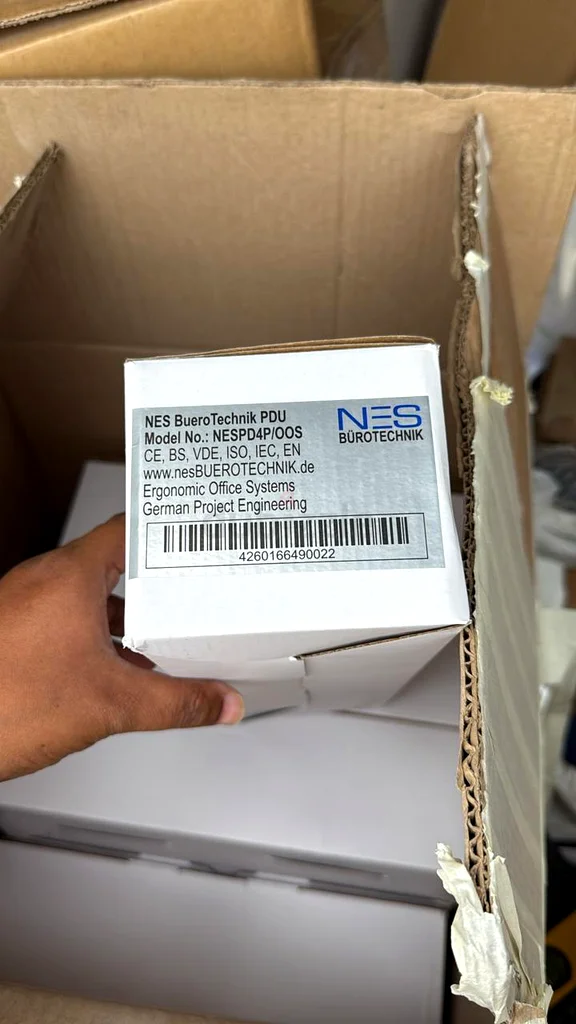 NES BueroTechnik PDU
Model No.: NESPD4P/OOS
CE, BS, VDE, ISO, IEC, EN
www.nesBUEROTECHNIK.de
Ergonomic Office Systems
German Project Engineering
NES
BÜROTECHNIK
4260166490022